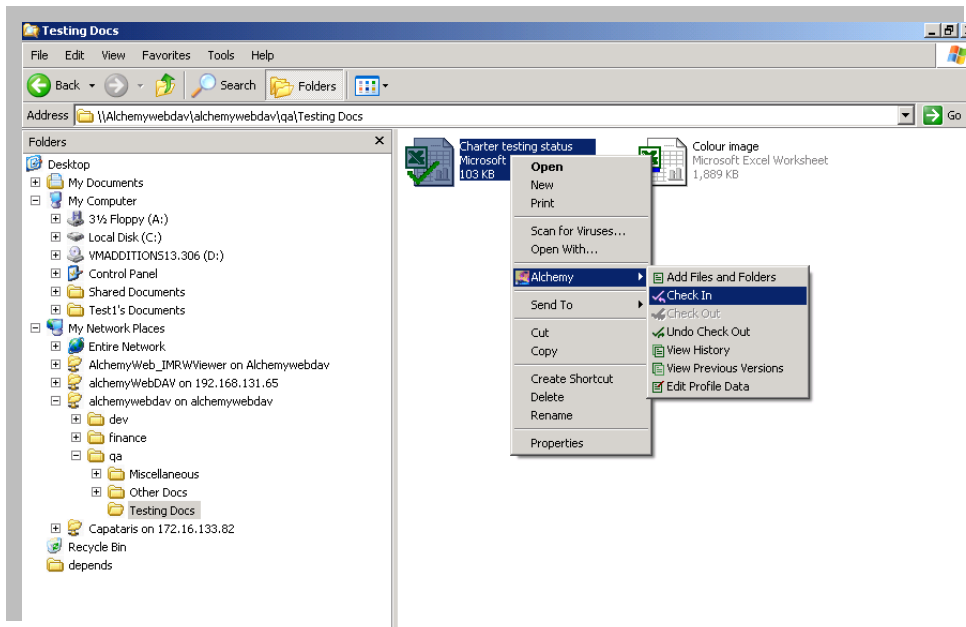 Testing Docs
File Edit View Favorites Tools Help
Back Search Folders
Address \\Alchemywebdav\alchemywebdav\qa\Testing Docs Go
Folders
Desktop
My Documents
My Computer
3½ Floppy (A:)
Local Disk (C:)
VMADDITIONS13.306 (D:)
Control Panel
Shared Documents
Test1's Documents
My Network Places
Entire Network
AlchemyWeb_IMRWViewer on Alchemywebdav
alchemyWebDAV on 192.168.131.65
alchemywebdav on alchemywebdav
dev
finance
qa
Miscellaneous
Other Docs
Testing Docs
Capataris on 172.16.133.82
Recycle Bin
depends
Charter testing status
Microsoft
103 KB
Colour image
Microsoft Excel Worksheet
1,889 KB
Open
New
Print
Scan for Viruses...
Open With...
Alchemy
Send To
Cut
Copy
Create Shortcut
Delete
Rename
Properties
Add Files and Folders
Check In
Check Out
Undo Check Out
View History
View Previous Versions
Edit Profile Data